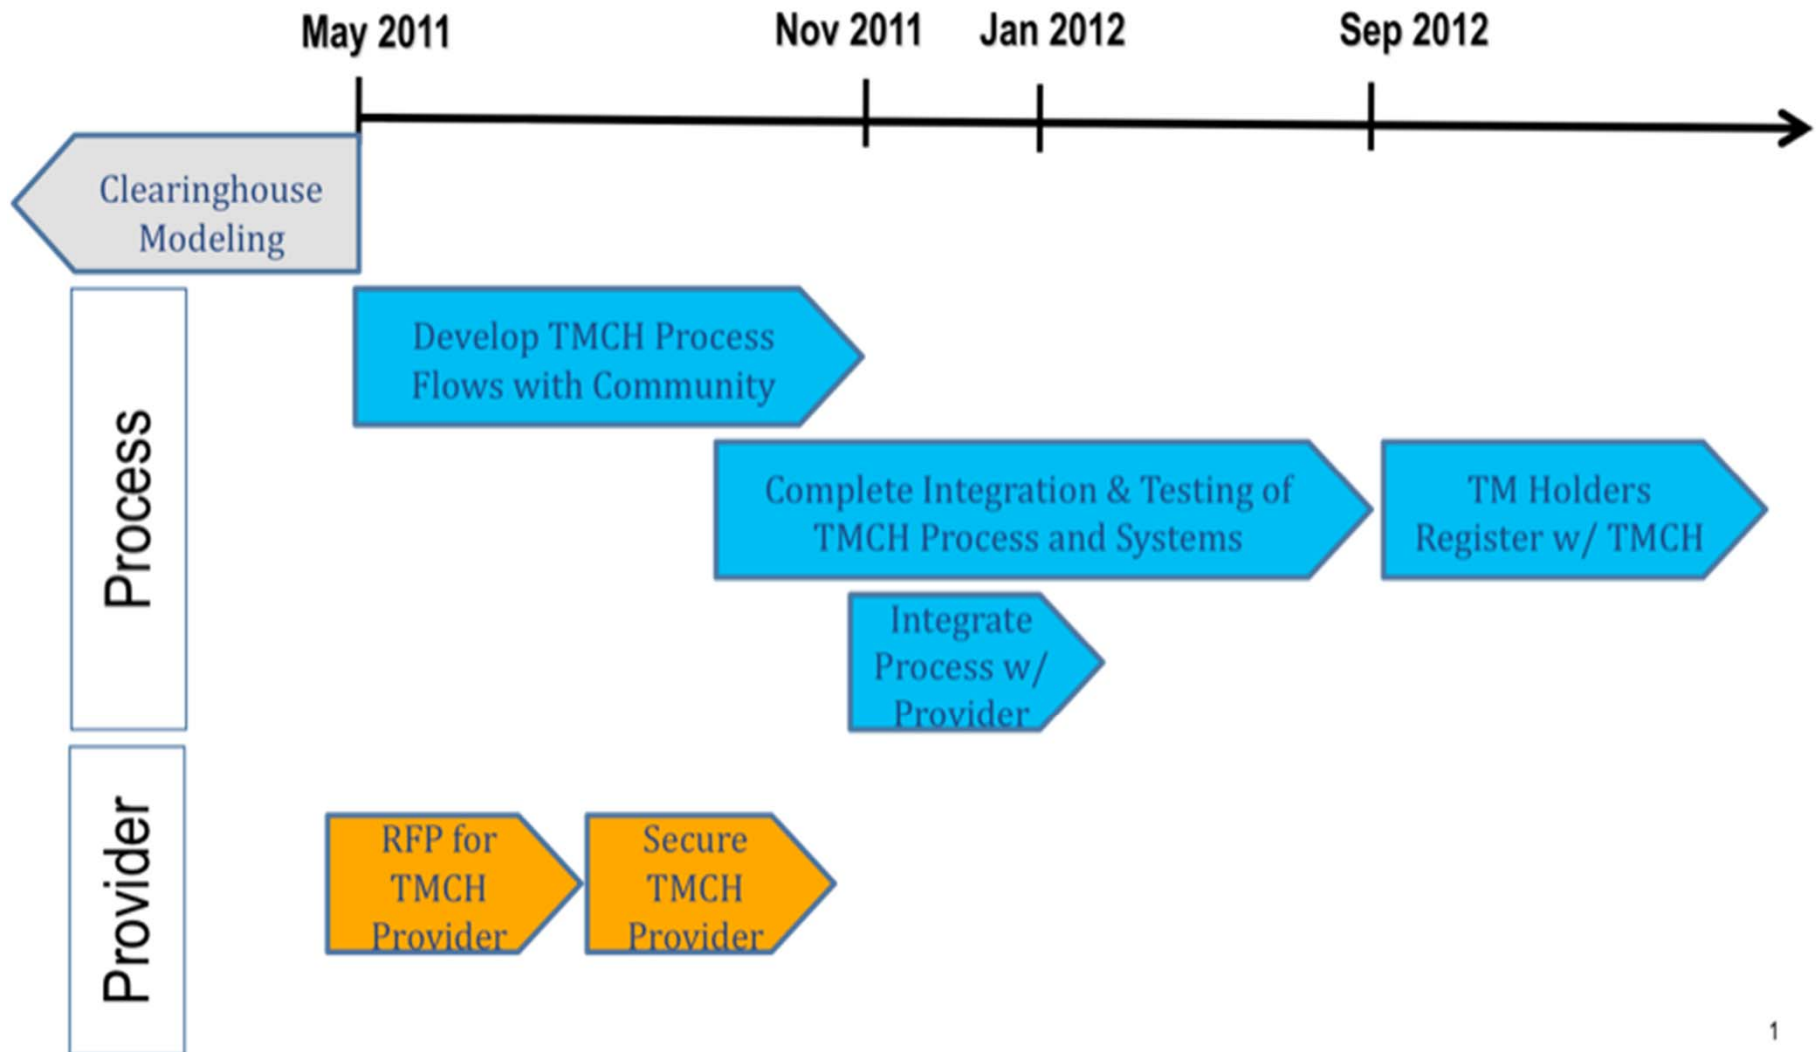 May 2011
Nov 2011
Jan 2012
Sep 2012
Clearinghouse
Modeling
Process
Develop TMCH Process
Flows with Community
Complete Integration & Testing of
TMCH Process and Systems
TM Holders
Register w/ TMCH
Integrate
Process w/
Provider
Provider
RFP for
TMCH
Provider
Secure
TMCH
Provider
1